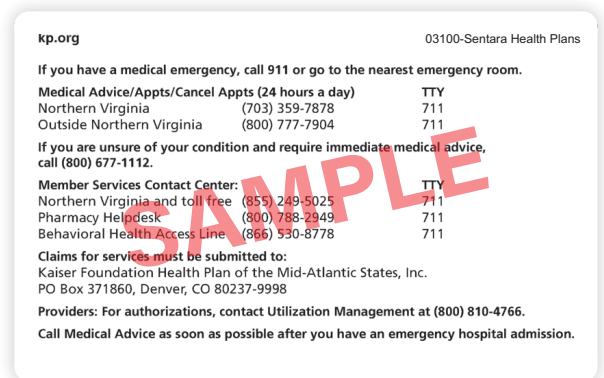 kp.org 03100-Sentara Health Plans
If you have a medical emergency, call 911 or go to the nearest emergency room.
Medical Advice/Appts/Cancel Appts (24 hours a day) TTY
Northern Virginia (703) 359-7878 711
Outside Northern Virginia (800) 777-7904 711
If you are unsure of your condition and require immediate medical advice,
call (800) 677-1112.
Member Services Contact Center: TTY
Northern Virginia and toll free (855) 249-5025 711
Pharmacy Helpdesk (800) 788-2949 711
Behavioral Health Access Line (866) 530-8778 711
SAMPLE
Claims for services must be submitted to:
Kaiser Foundation Health Plan of the Mid-Atlantic States, Inc.
PO Box 371860, Denver, CO 80237-9998
Providers: For authorizations, contact Utilization Management at (800) 810-4766.
Call Medical Advice as soon as possible after you have an emergency hospital admission.